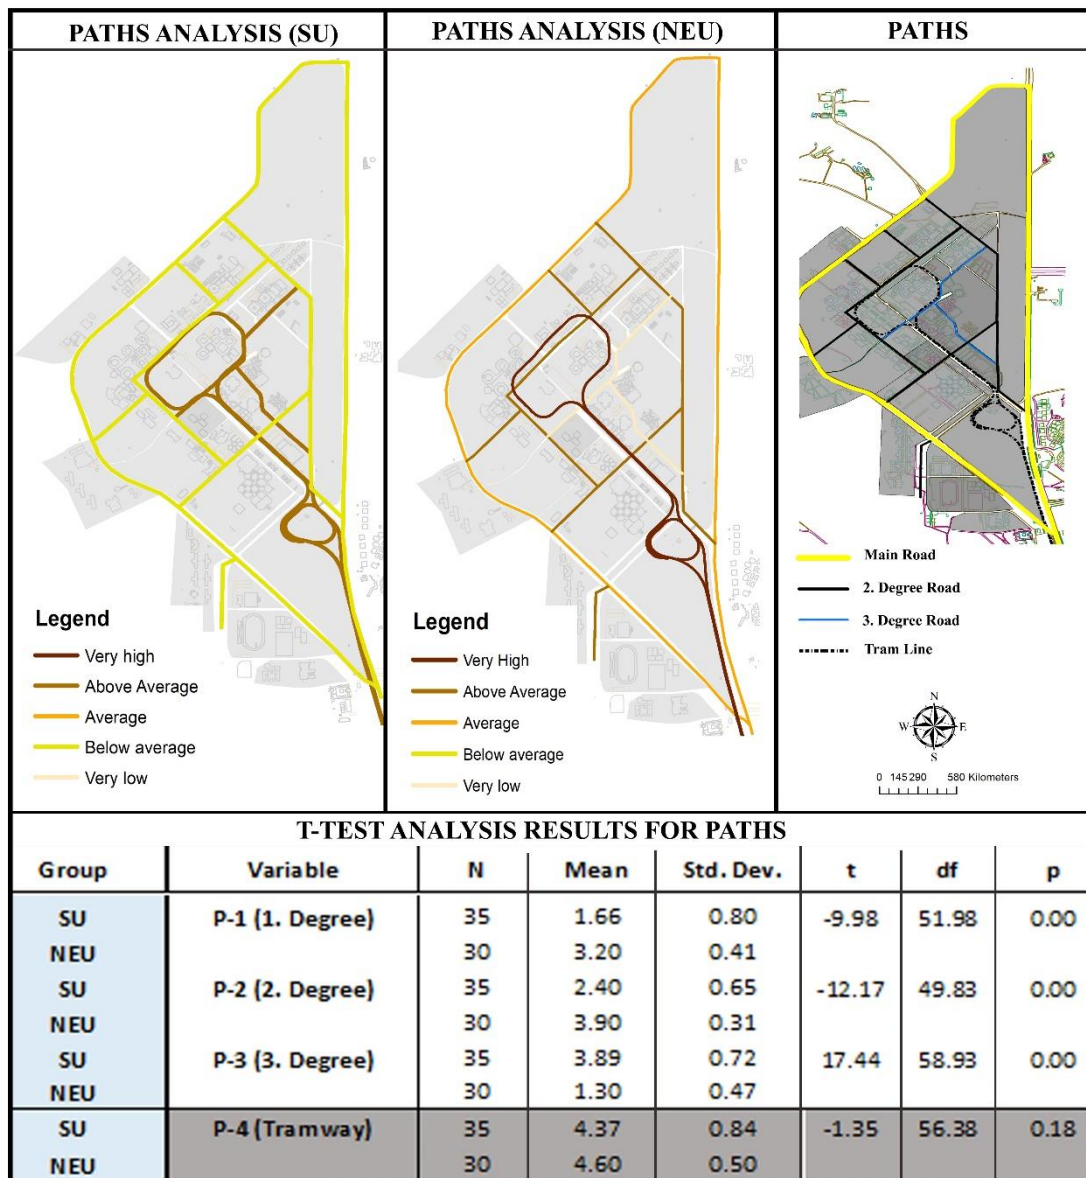 PATHS ANALYSIS (SU)
PATHS ANALYSIS (NEU)
PATHS
Legend
Very high
Above Average
Average
Below average
Very low
Legend
Very High
Above Average
Average
Below average
Very low
Main Road
2. Degree Road
3. Degree Road
Tram Line
N
W E
S
0 145 290 580 Kilometers
T-TEST ANALYSIS RESULTS FOR PATHS
Group Variable N Mean Std. Dev. t df p
SU P-1 (1. Degree) 35 1.66 0.80 -9.98 51.98 0.00
NEU 30 3.20 0.41
SU P-2 (2. Degree) 35 2.40 0.65 -12.17 49.83 0.00
NEU 30 3.90 0.31
SU P-3 (3. Degree) 35 3.89 0.72 17.44 58.93 0.00
NEU 30 1.30 0.47
SU P-4 (Tramway) 35 4.37 0.84 -1.35 56.38 0.18
NEU 30 4.60 0.50